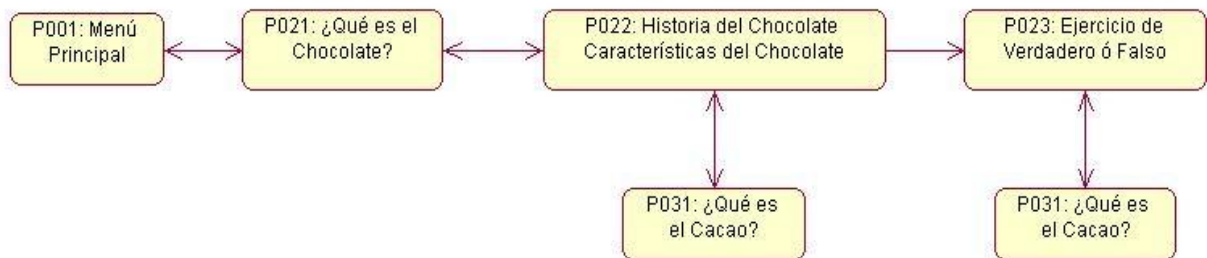 P001: Menú
Principal
P021: ¿Qué es el
Chocolate?
P022: Historia del Chocolate
Características del Chocolate
P023: Ejercicio de
Verdadero ó Falso
P031: ¿Qué es
el Cacao?
P031: ¿Qué es
el Cacao?